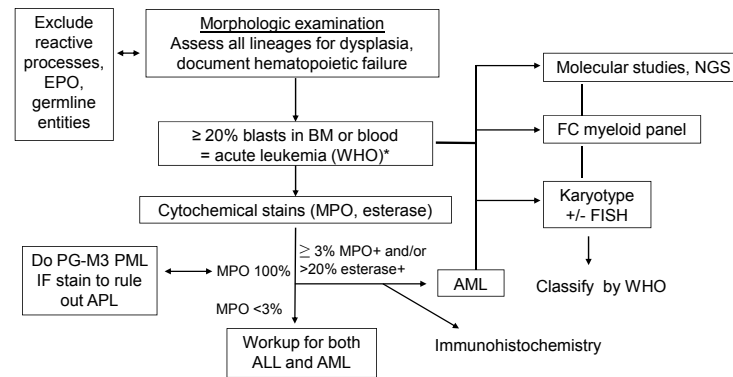 Exclude
reactive
processes,
EPO,
germline
entities
Morphologic examination
Assess all lineages for dysplasia,
document hematopoietic failure
≥ 20% blasts in BM or blood
= acute leukemia (WHO)*
Cytochemical stains (MPO, esterase)
Molecular studies, NGS
FC myeloid panel
Karyotype
+/- FISH
Classify by WHO
Do PG-M3 PML
IF stain to rule
out APL
MPO 100%
≥ 3% MPO+ and/or
>20% esterase+
AML
MPO <3%
Workup for both
ALL and AML
Immunohistochemistry